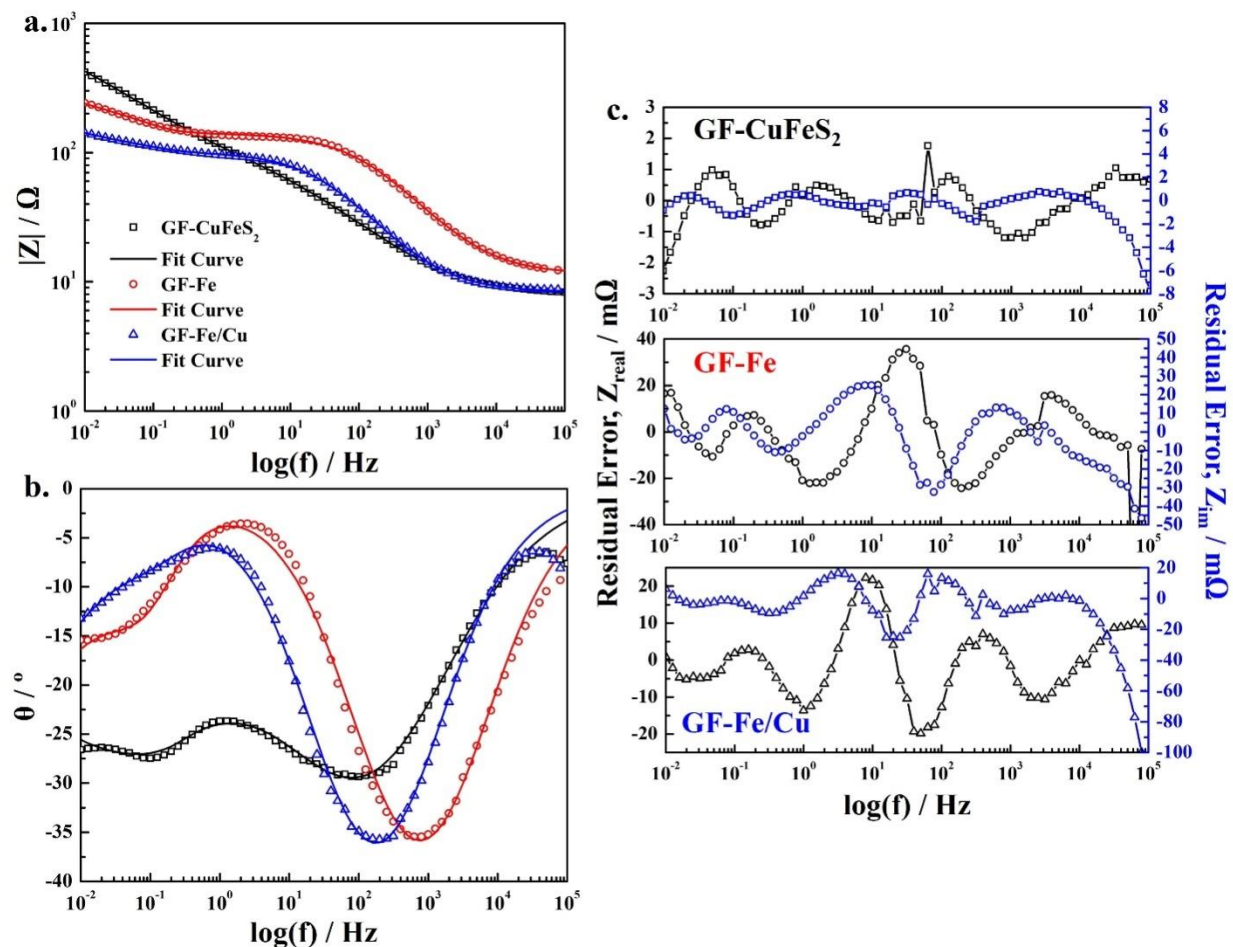 a.
10³
10²
10¹
10⁰
|Z| / Ω
GF-CuFeS₂
Fit Curve
GF-Fe
Fit Curve
GF-Fe/Cu
Fit Curve
10⁻² 10⁻¹ 10⁰ 10¹ 10² 10³ 10⁴ 10⁵
log(f) / Hz
b.
0
-5
-10
-15
-20
-25
-30
-35
-40
θ / º
10⁻² 10⁻¹ 10⁰ 10¹ 10² 10³ 10⁴ 10⁵
log(f) / Hz
c.
Residual Error, Z_real / mΩ
Residual Error, Z_im / mΩ
GF-CuFeS₂
3
2
1
0
-1
-2
-3
8
6
4
2
0
-2
-4
-6
-8
10⁻² 10⁻¹ 10⁰ 10¹ 10² 10³ 10⁴ 10⁵
GF-Fe
40
20
0
-20
-40
50
40
30
20
10
0
-10
-20
-30
-40
-50
10⁻² 10⁻¹ 10⁰ 10¹ 10² 10³ 10⁴ 10⁵
GF-Fe/Cu
20
10
0
-10
-20
20
0
-20
-40
-60
-80
-100
10⁻² 10⁻¹ 10⁰ 10¹ 10² 10³ 10⁴ 10⁵
log(f) / Hz